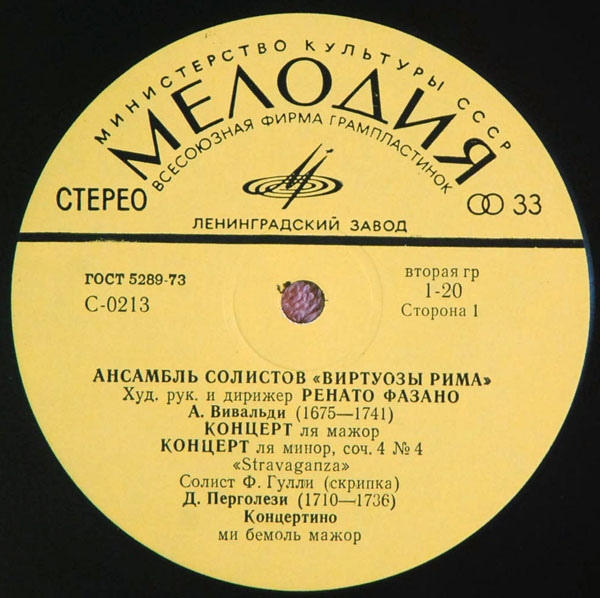 МИНИСТЕРСТВО КУЛЬТУРЫ СССР
МЕЛОДИЯ
ВСЕСОЮЗНАЯ ФИРМА ГРАМПЛАСТИНОК
СТЕРЕО
33
ЛЕНИНГРАДСКИЙ ЗАВОД
ГОСТ 5289-73
С-0213
вторая гр
1-20
Сторона 1
АНСАМБЛЬ СОЛИСТОВ «ВИРТУОЗЫ РИМА»
Худ. рук. и дирижер РЕНАТО ФАЗАНО
А. Вивальди (1675—1741)
КОНЦЕРТ ля мажор
КОНЦЕРТ ля минор, соч. 4 № 4
«Stravaganza»
Солист Ф. Гулли (скрипка)
Д. Перголези (1710—1736)
Концертино
ми бемоль мажор